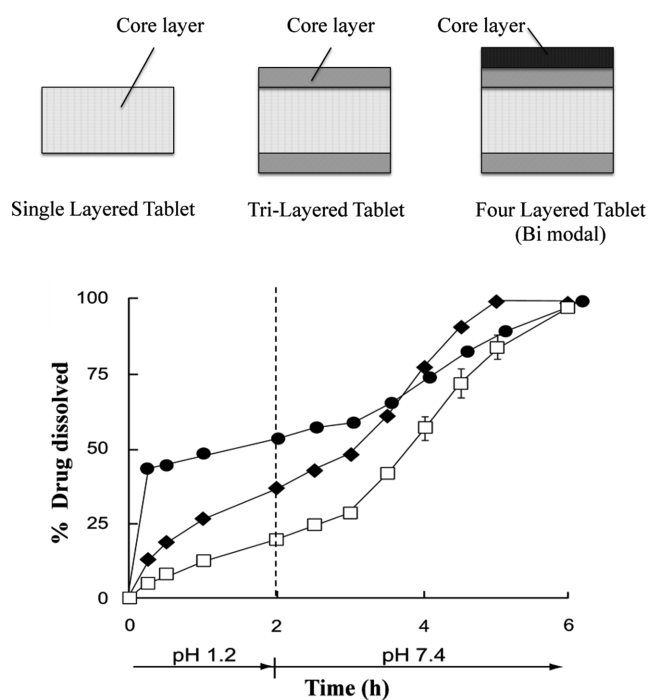 Core layer
Core layer
Core layer
Single Layered Tablet
Tri-Layered Tablet
Four Layered Tablet
(Bi modal)
% Drug dissolved
100
75
50
25
0
0
2
4
6
pH 1.2
pH 7.4
Time (h)